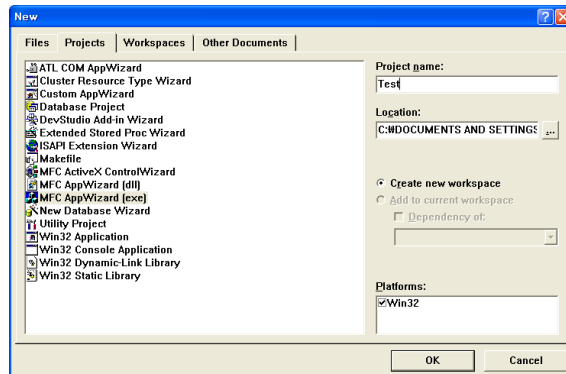 New
Files
Projects
Workspaces
Other Documents
ATL COM AppWizard
Cluster Resource Type Wizard
Custom AppWizard
Database Project
DevStudio Add-in Wizard
Extended Stored Proc Wizard
ISAPI Extension Wizard
Makefile
MFC ActiveX ControlWizard
MFC AppWizard (dll)
MFC AppWizard (exe)
New Database Wizard
Utility Project
Win32 Application
Win32 Console Application
Win32 Dynamic-Link Library
Win32 Static Library
Project name:
Test
Location:
C:₩DOCUMENTS AND SETTINGS
...
Create new workspace
Add to current workspace
Dependency of:
Platforms:
Win32
OK
Cancel